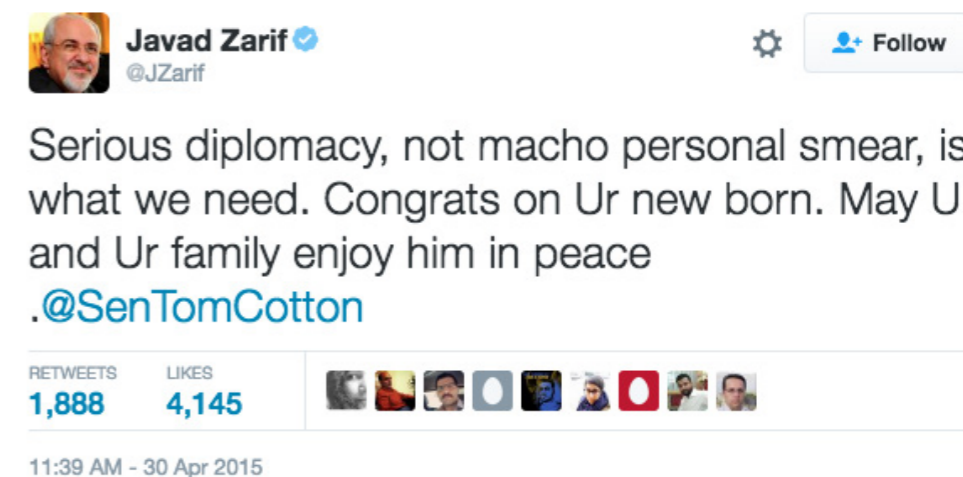 Javad Zarif
@JZarif
Follow
Serious diplomacy, not macho personal smear, is
what we need. Congrats on Ur new born. May U
and Ur family enjoy him in peace
.@SenTomCotton
RETWEETS LIKES
1,888 4,145
11:39 AM - 30 Apr 2015